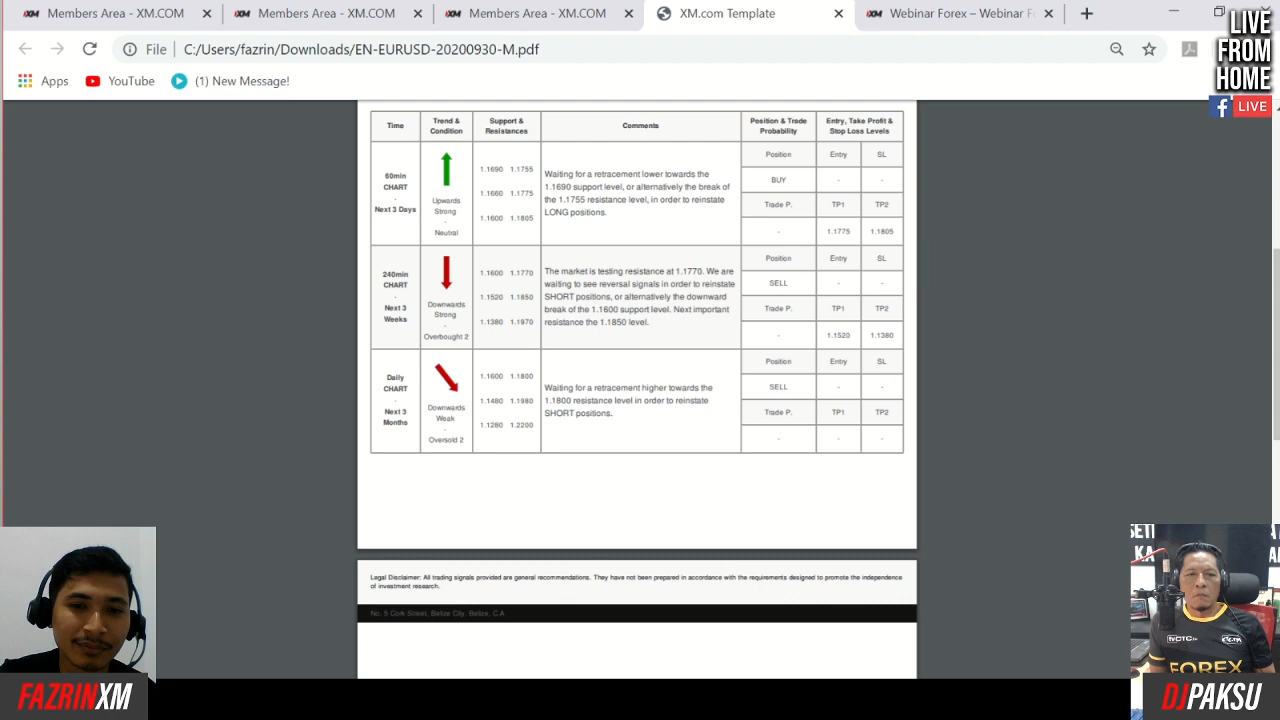 Members Area - XM.COM
Members Area - XM.COM
Members Area - XM.COM
XM.com Template
Webinar Forex – Webinar F
LIVE
FROM
HOME
LIVE
File
C:/Users/fazrin/Downloads/EN-EURUSD-20200930-M.pdf
Apps
YouTube
(1) New Message!
Time
Trend &
Condition
Support &
Resistances
Comments
Position & Trade
Probability
Entry, Take Profit &
Stop Loss Levels
60min
CHART
-
Next 3 Days
Upwards
Strong
-
Neutral
1.1690 1.1755
1.1660 1.1775
1.1600 1.1805
Waiting for a retracement lower towards the
1.1690 support level, or alternatively the break of
the 1.1755 resistance level, in order to reinstate
LONG positions.
Position Entry SL
BUY - -
Trade P. TP1 TP2
- 1.1775 1.1805
240min
CHART
-
Next 3
Weeks
Downwards
Strong
-
Overbought 2
1.1600 1.1770
1.1520 1.1850
1.1380 1.1970
The market is testing resistance at 1.1770. We are
waiting to see reversal signals in order to reinstate
SHORT positions, or alternatively the downward
break of the 1.1600 support level. Next important
resistance the 1.1850 level.
Position Entry SL
SELL - -
Trade P. TP1 TP2
- 1.1520 1.1380
Daily
CHART
-
Next 3
Months
Downwards
Weak
-
Oversold 2
1.1600 1.1800
1.1480 1.1980
1.1280 1.2200
Waiting for a retracement higher towards the
1.1800 resistance level in order to reinstate
SHORT positions.
Position Entry SL
SELL - -
Trade P. TP1 TP2
- - -
Legal Disclaimer: All trading signals provided are general recommendations. They have not been prepared in accordance with the requirements designed to promote the independence
of investment research.
No. 5 Cork Street, Belize City, Belize, C.A
FAZRINXM
FOREX
DJPAKSU